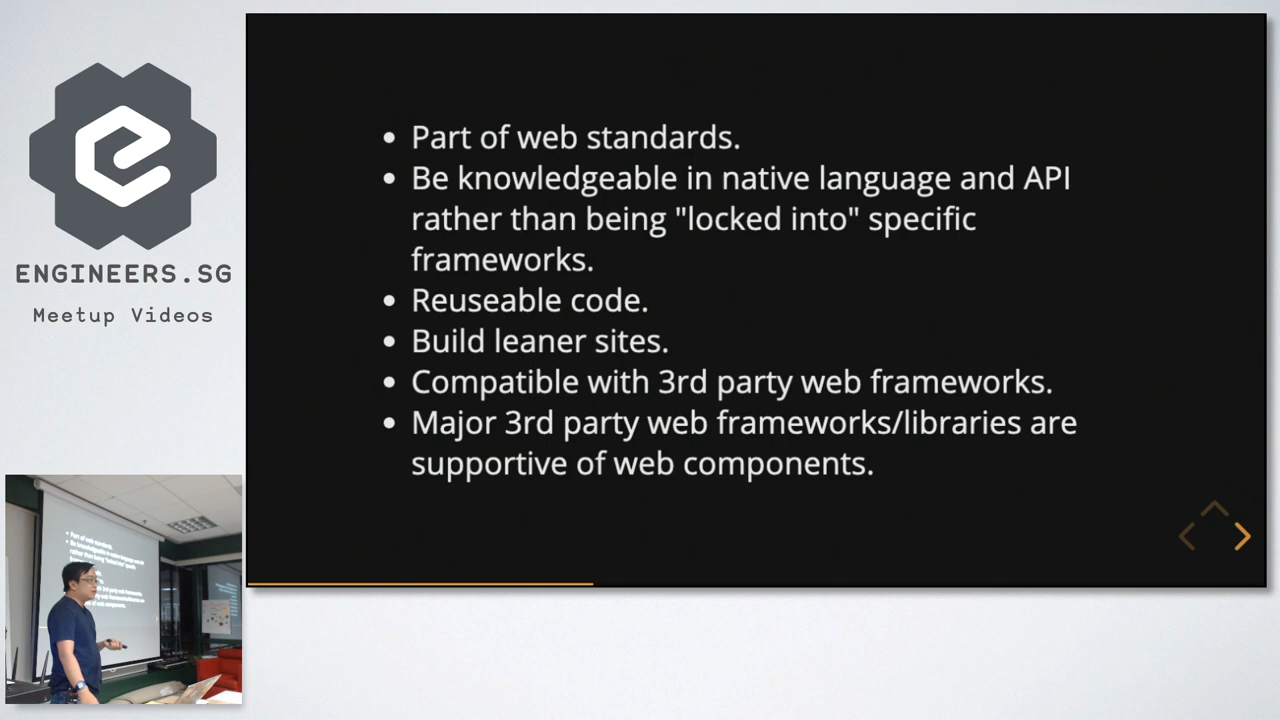 ENGINEERS.SG
Meetup Videos
• Part of web standards.
• Be knowledgeable in native language and API
rather than being "locked into" specific
frameworks.
• Reuseable code.
• Build leaner sites.
• Compatible with 3rd party web frameworks.
• Major 3rd party web frameworks/libraries are
supportive of web components.